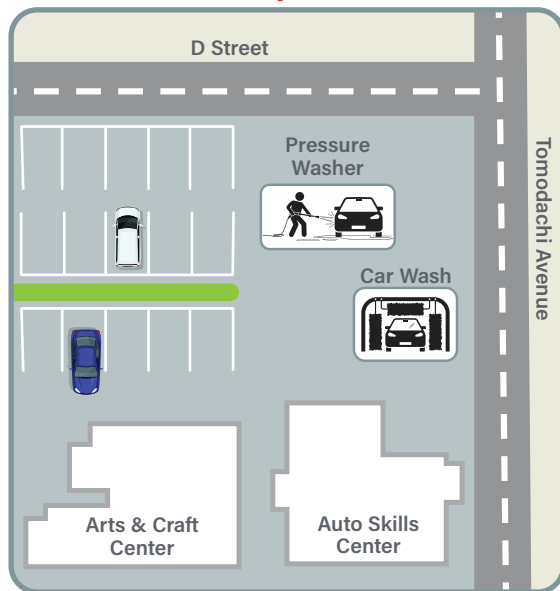 D Street
Pressure
Washer
Tomodachi Avenue
Car Wash
Arts & Craft
Center
Auto Skills
Center